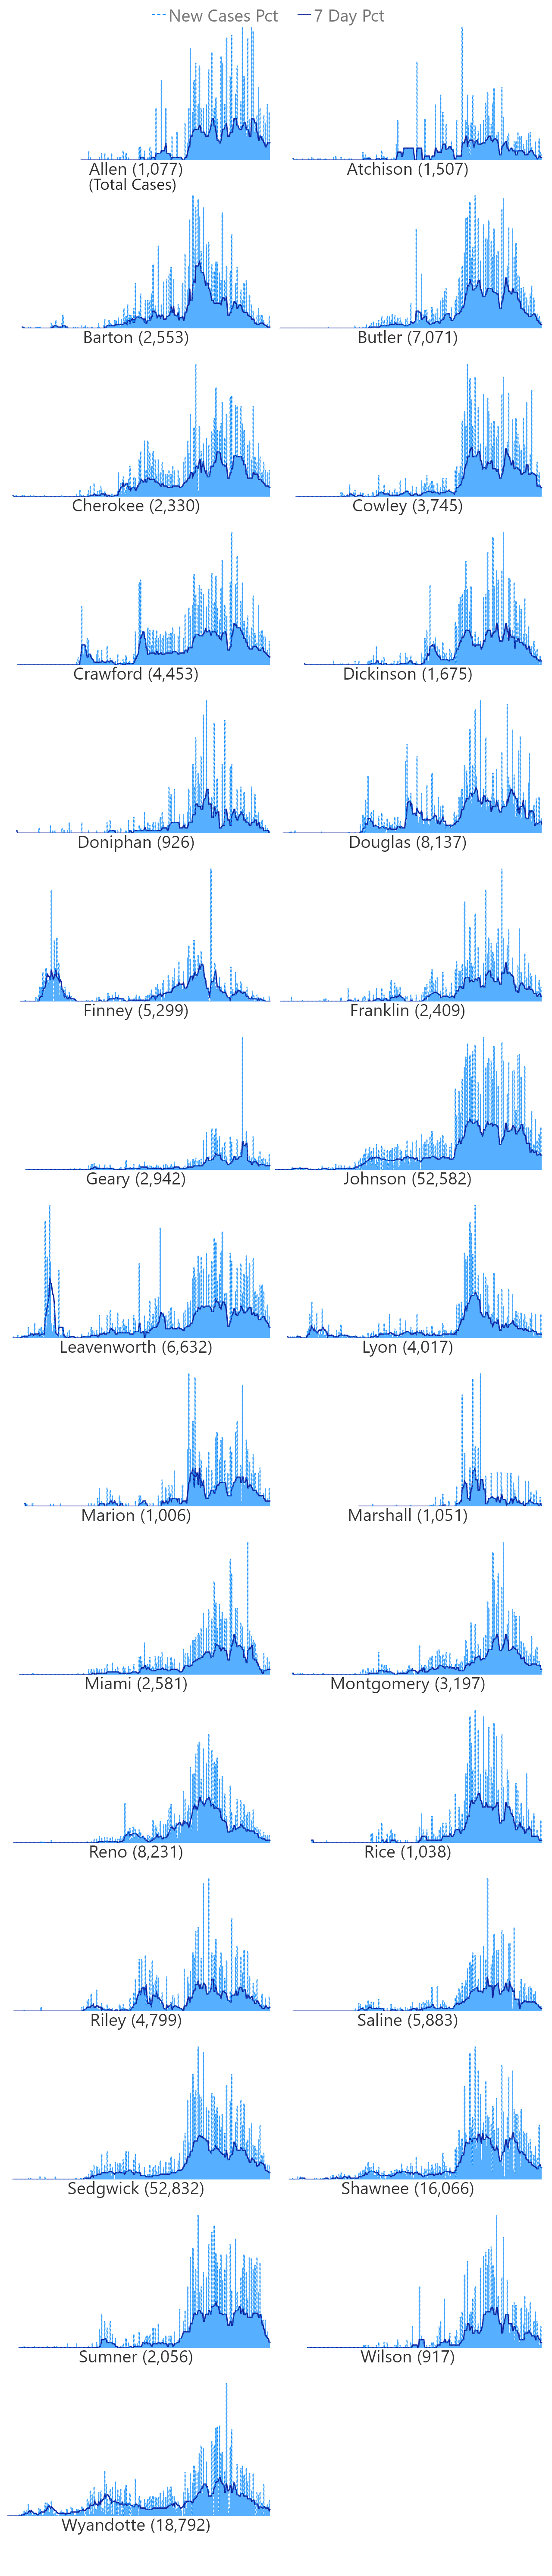 New Cases Pct 7 Day Pct
Allen (1,077)
(Total Cases)
Atchison (1,507)
Barton (2,553)
Butler (7,071)
Cherokee (2,330)
Cowley (3,745)
Crawford (4,453)
Dickinson (1,675)
Doniphan (926)
Douglas (8,137)
Finney (5,299)
Franklin (2,409)
Geary (2,942)
Johnson (52,582)
Leavenworth (6,632)
Lyon (4,017)
Marion (1,006)
Marshall (1,051)
Miami (2,581)
Montgomery (3,197)
Reno (8,231)
Rice (1,038)
Riley (4,799)
Saline (5,883)
Sedgwick (52,832)
Shawnee (16,066)
Sumner (2,056)
Wilson (917)
Wyandotte (18,792)